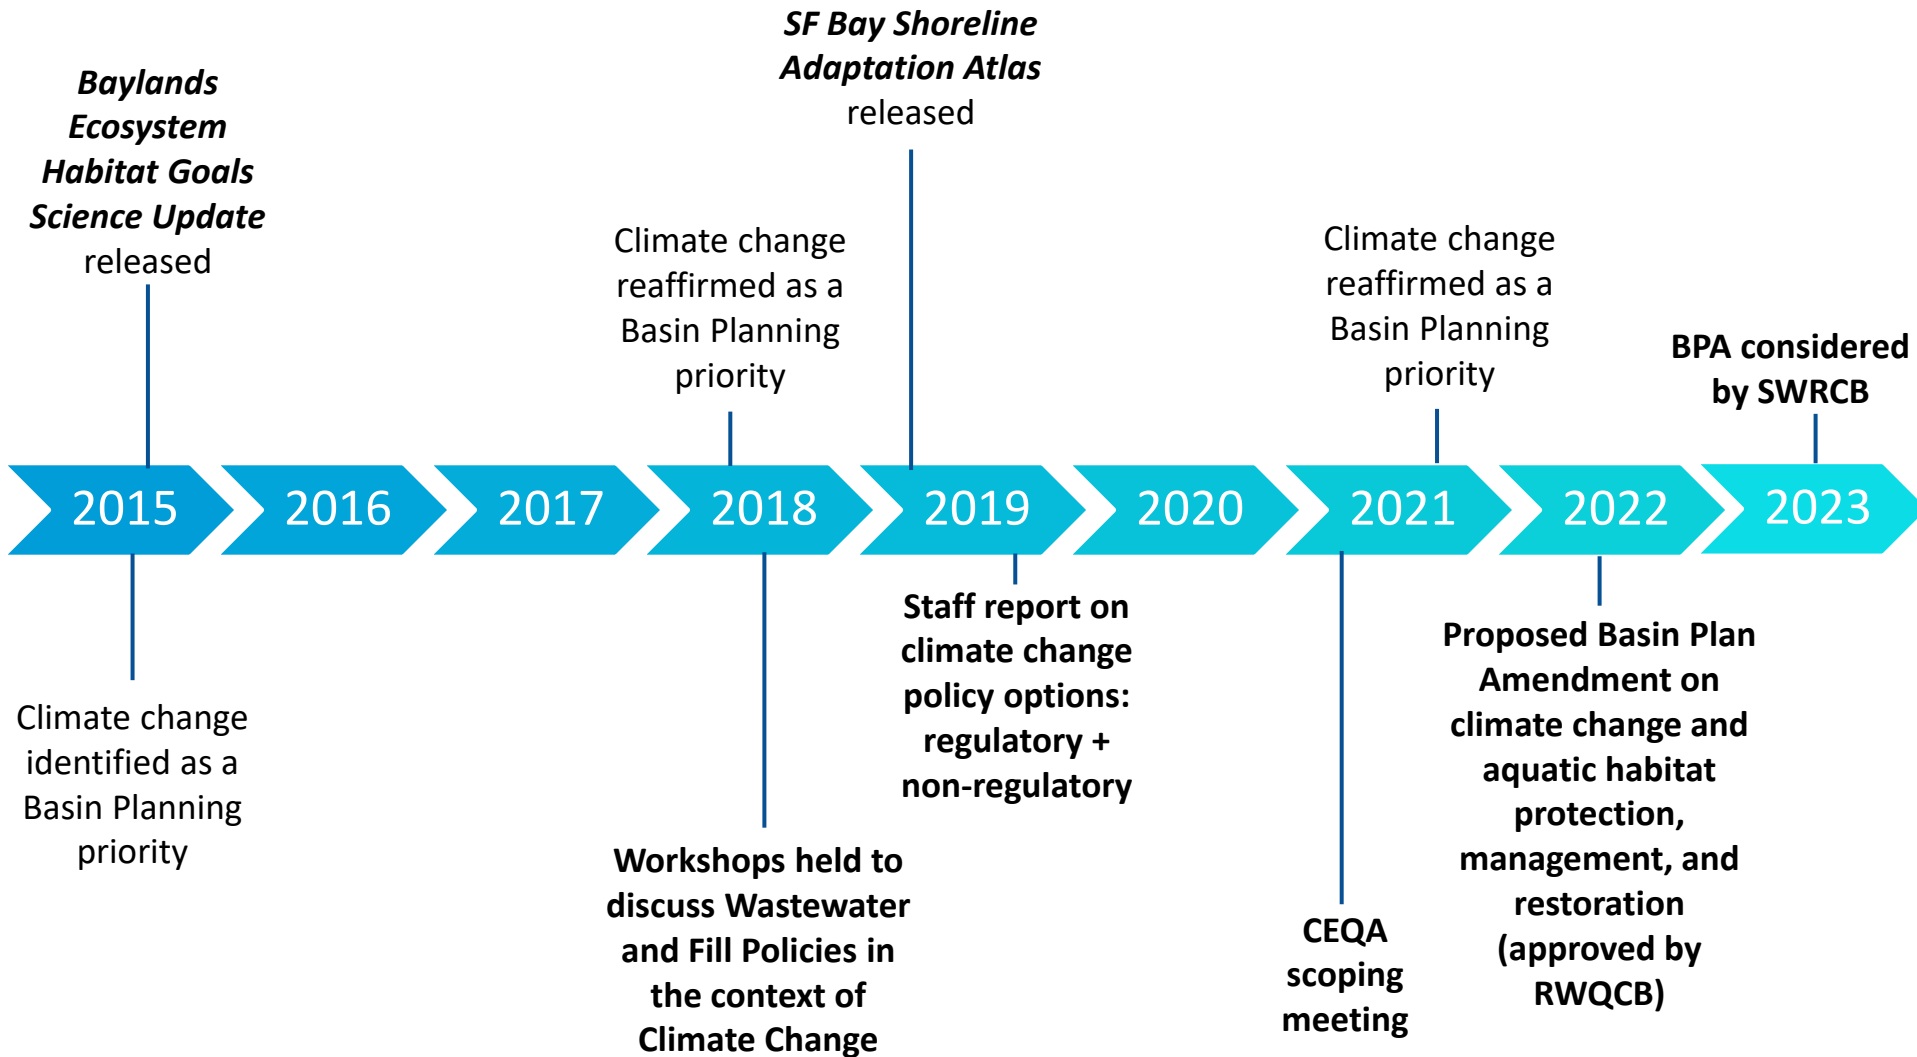 SF Bay Shoreline
Adaptation Atlas
released
Baylands
Ecosystem
Habitat Goals
Science Update
released
Climate change
reaffirmed as a
Basin Planning
priority
Climate change
reaffirmed as a
Basin Planning
priority
BPA considered
by SWRCB
2015
2016
2017
2018
2019
2020
2021
2022
2023
Climate change
identified as a
Basin Planning
priority
Workshops held to
discuss Wastewater
and Fill Policies in
the context of
Climate Change
Staff report on
climate change
policy options:
regulatory +
non-regulatory
CEQA
scoping
meeting
Proposed Basin Plan
Amendment on
climate change and
aquatic habitat
protection,
management, and
restoration
(approved by
RWQCB)